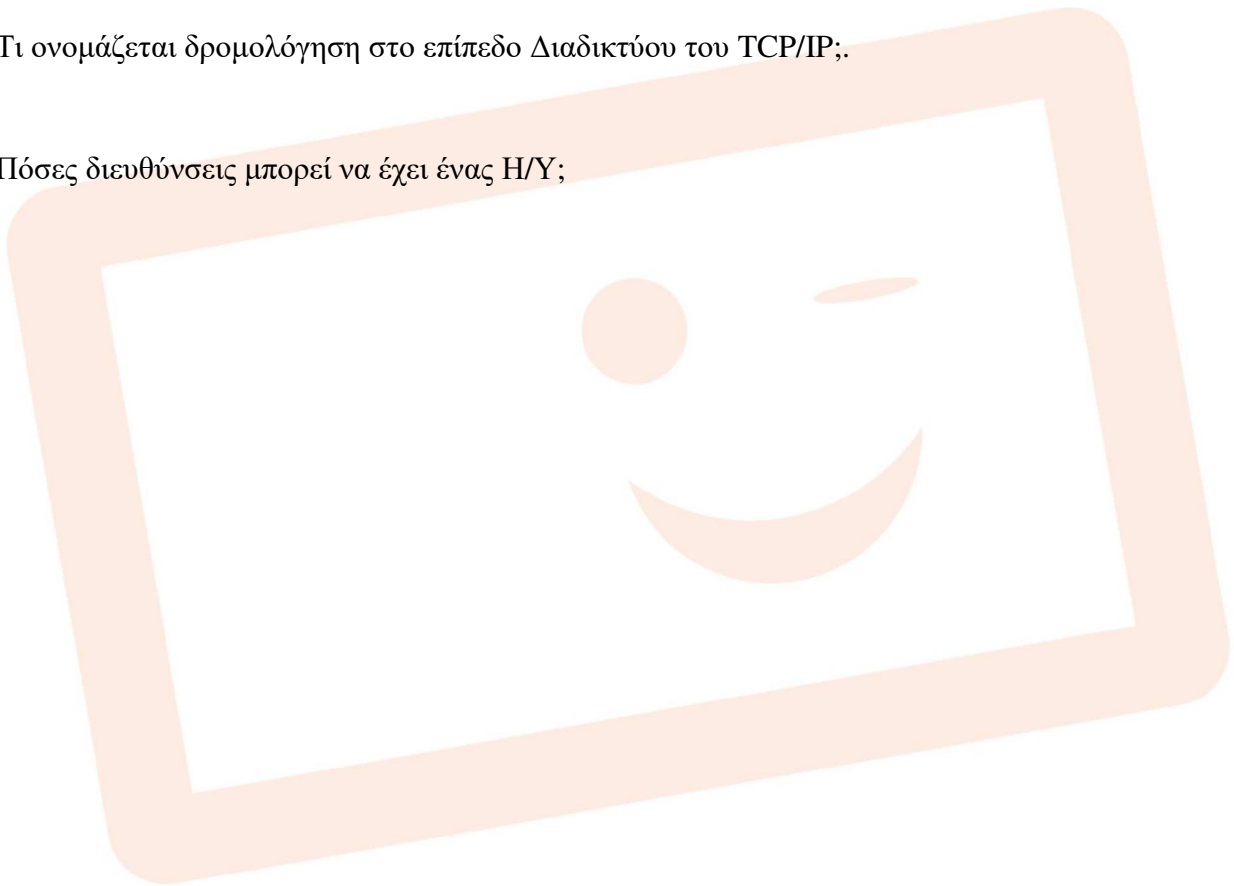 Τι ονομάζεται δρομολόγηση στο επίπεδο Διαδικτύου του TCP/IP;.
Πόσες διευθύνσεις μπορεί να έχει ένας Η/Υ;